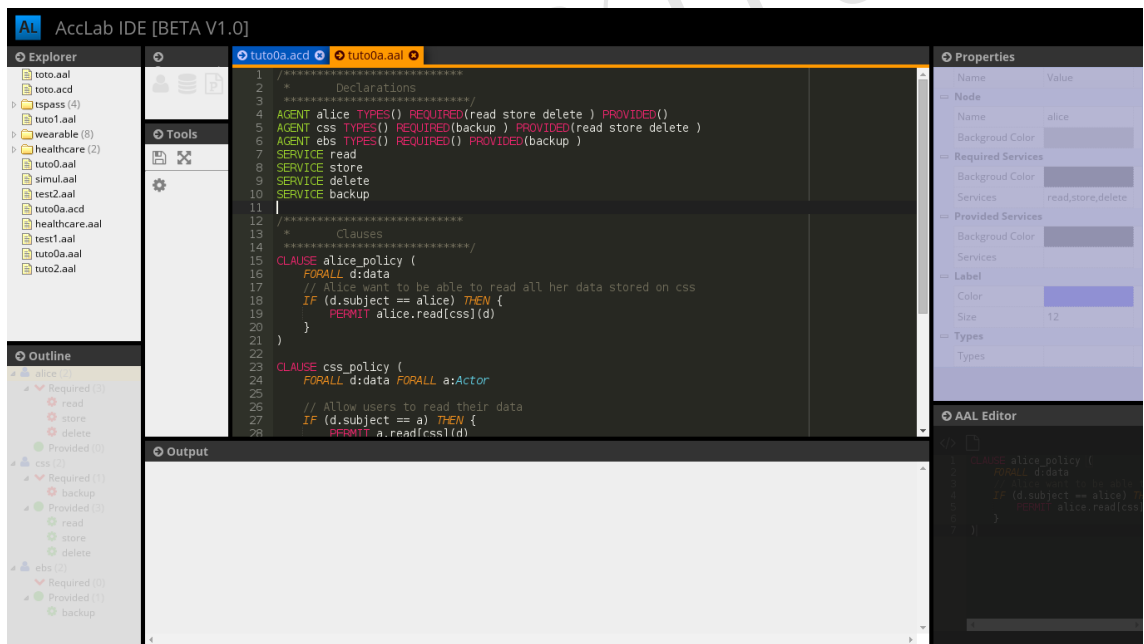 AL AccLab IDE [BETA V1.0]
Explorer
toto.aal
toto.acd
tspass (4)
tuto1.aal
wearable (8)
healthcare (2)
tuto0.aal
simul.aal
test2.aal
tuto0a.acd
healthcare.aal
test1.aal
tuto0a.aal
tuto2.aal
Outline
alice (2)
Required (3)
read
store
delete
Provided (0)
css (2)
Required (1)
backup
Provided (3)
read
store
delete
ebs (2)
Required (0)
Provided (1)
backup
Tools
tuto0a.acd tuto0a.aal
1 /***************************
2 * Declarations
3 ****************************/
4 AGENT alice TYPES() REQUIRED(read store delete ) PROVIDED()
5 AGENT css TYPES() REQUIRED(backup ) PROVIDED(read store delete )
6 AGENT ebs TYPES() REQUIRED() PROVIDED(backup )
7 SERVICE read
8 SERVICE store
9 SERVICE delete
10 SERVICE backup
11
12 /***************************
13 * Clauses
14 ****************************/
15 CLAUSE alice_policy (
16 FORALL d:data
17 // Alice want to be able to read all her data stored on css
18 IF (d.subject == alice) THEN {
19 PERMIT alice.read[css](d)
20 }
21 )
22
23 CLAUSE css_policy (
24 FORALL d:data FORALL a:Actor
25
26 // Allow users to read their data
27 IF (d.subject == a) THEN {
28 PERMIT a.read[css](d)
Output
Properties
Name Value
Node
Name alice
Backgroud Color
Required Services
Backgroud Color
Services read,store,delete
Provided Services
Backgroud Color
Services
Label
Color
Size 12
Types
Types
AAL Editor
1 CLAUSE alice_policy (
2 FORALL d:data
3 // Alice want to be able
4 IF (d.subject == alice) T
5 PERMIT alice.read[css]
6 }
7 )